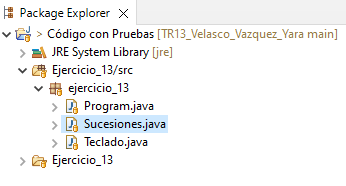 Package Explorer
> Código con Pruebas [TR13_Velasco_Vazquez_Yara main]
JRE System Library [jre]
Ejercicio_13/src
ejercicio_13
Program.java
Sucesiones.java
Teclado.java
Ejercicio_13